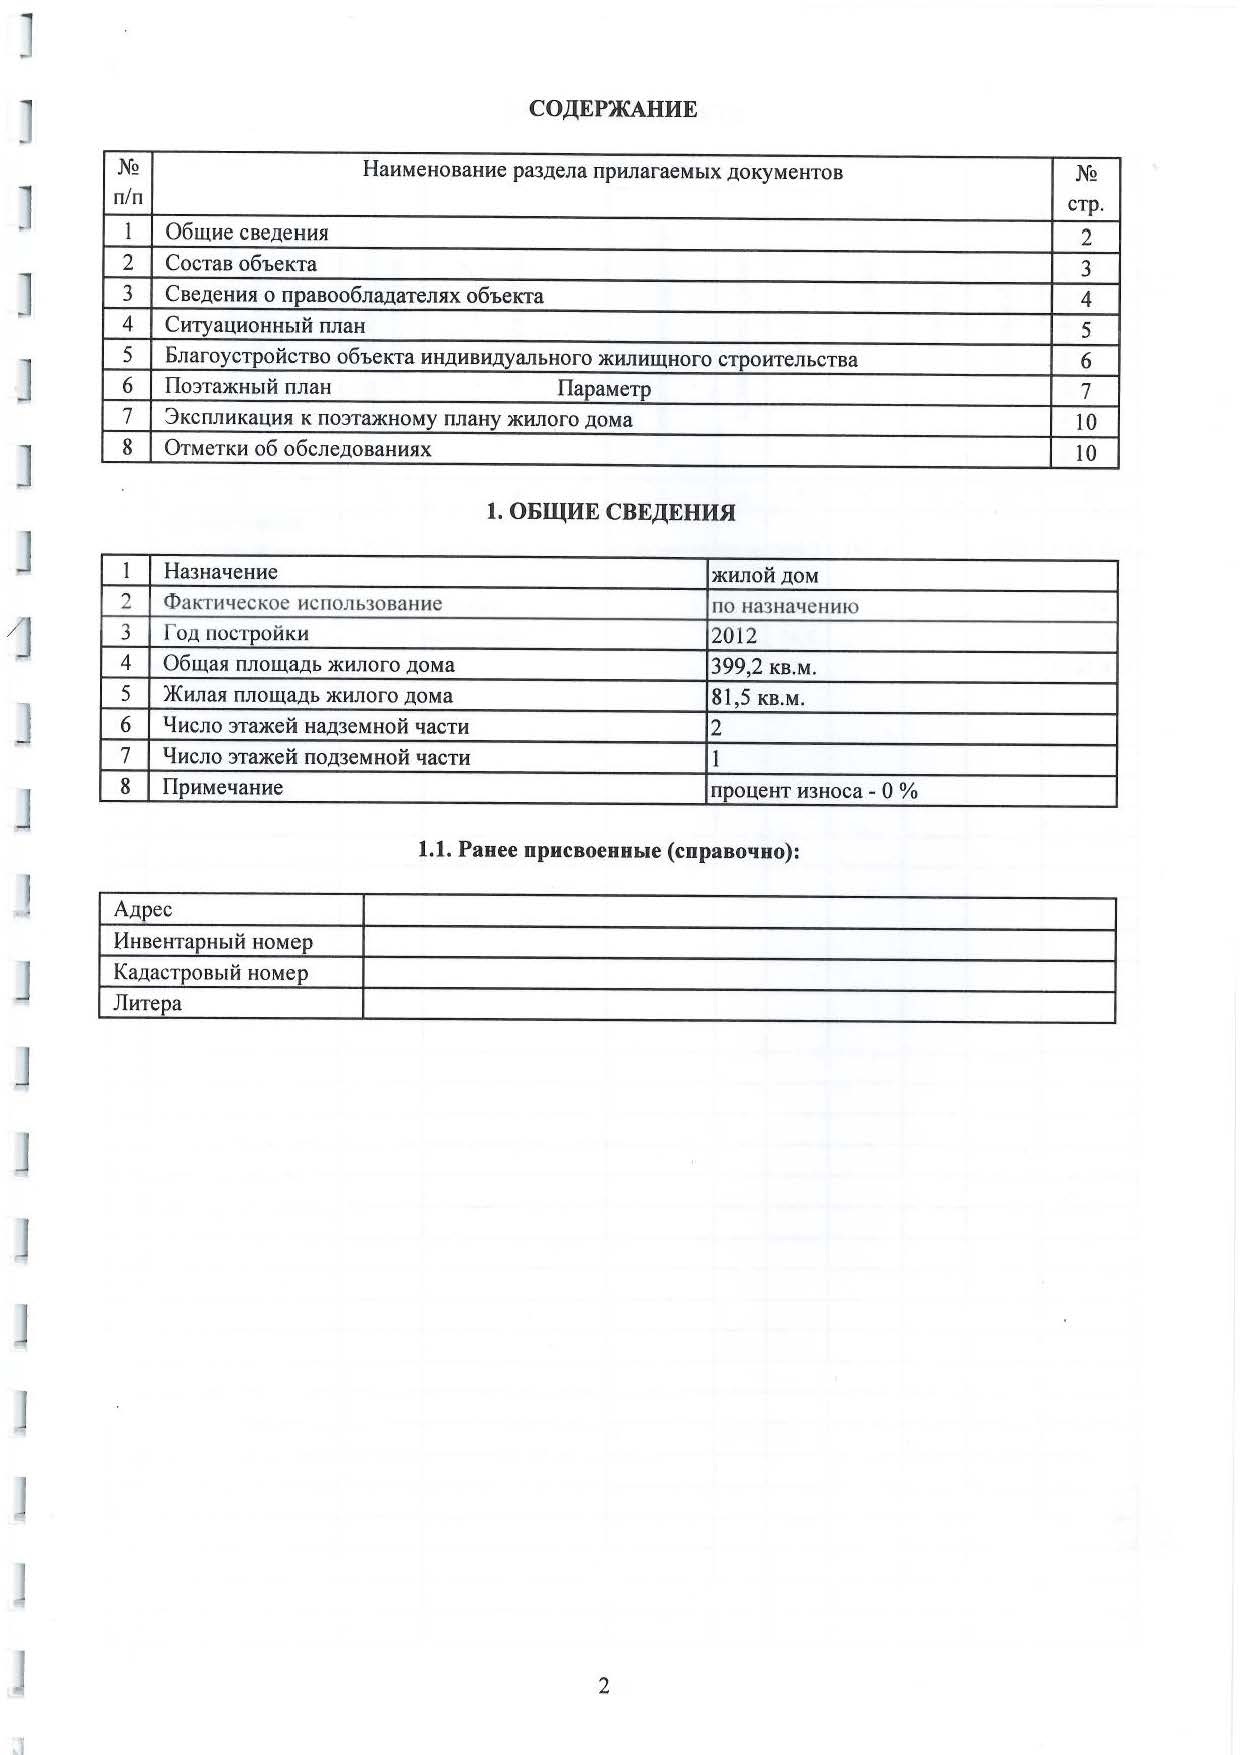 СОДЕРЖАНИЕ
№ п/п Наименование раздела прилагаемых документов № стр.
1 Общие сведения 2
2 Состав объекта 3
3 Сведения о правообладателях объекта 4
4 Ситуационный план 5
5 Благоустройство объекта индивидуального жилищного строительства 6
6 Поэтажный план Параметр 7
7 Экспликация к поэтажному плану жилого дома 10
8 Отметки об обследованиях 10
1. ОБЩИЕ СВЕДЕНИЯ
1 Назначение жилой дом
2 Фактическое использование по назначению
3 Год постройки 2012
4 Общая площадь жилого дома 399,2 кв.м.
5 Жилая площадь жилого дома 81,5 кв.м.
6 Число этажей надземной части 2
7 Число этажей подземной части 1
8 Примечание процент износа - 0 %
1.1. Ранее присвоенные (справочно):
Адрес
Инвентарный номер
Кадастровый номер
Литера
2